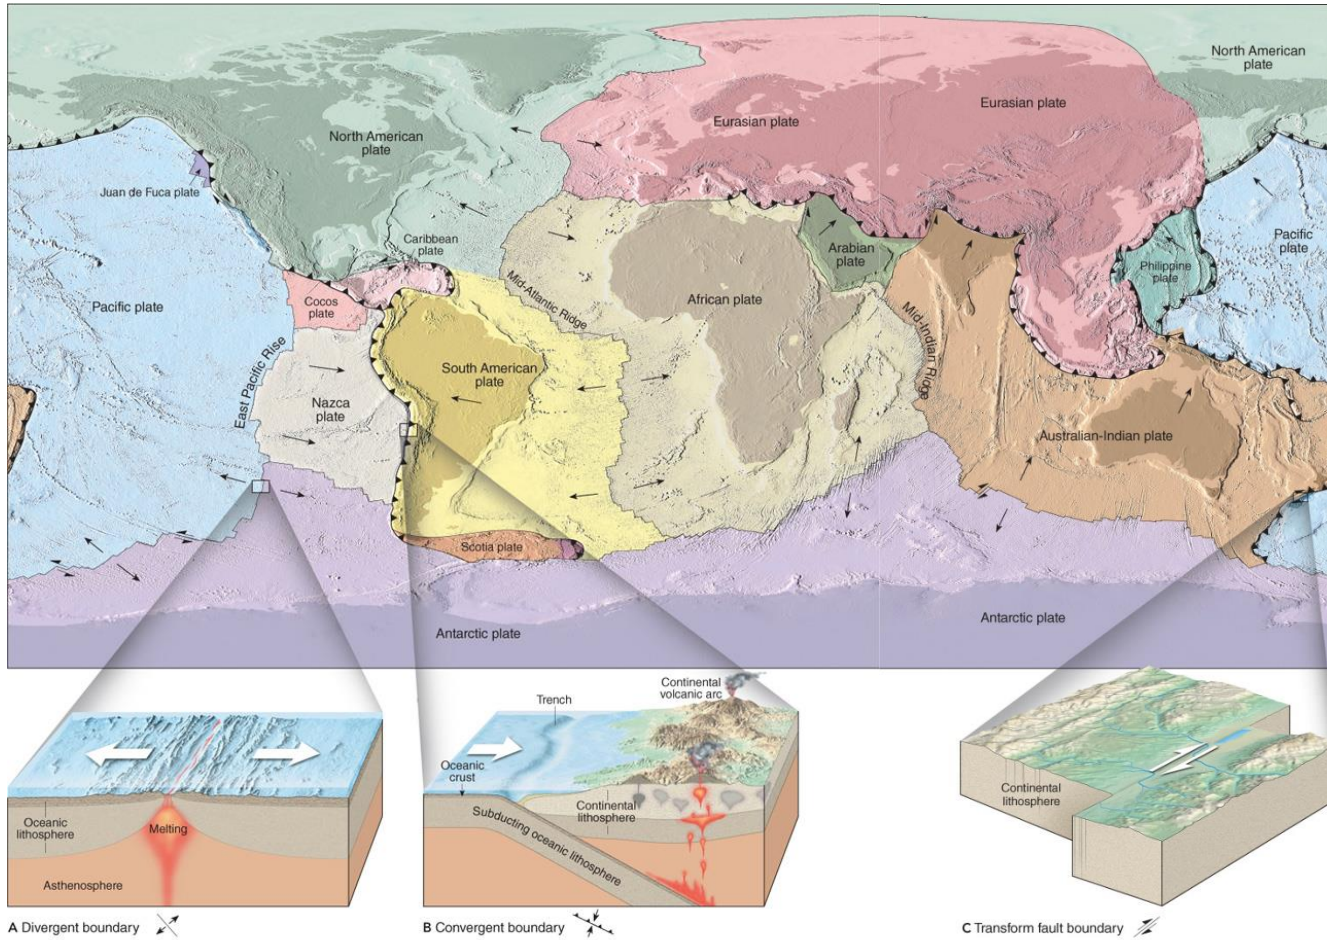 North American
plate
Eurasian plate
Eurasian plate
North American
plate
Juan de Fuca plate
Caribbean
plate
Arabian
plate
Philippine
plate
Pacific
plate
Pacific plate
Cocos
plate
Mid-Atlantic Ridge
African plate
Mid-Indian Ridge
East Pacific Rise
Nazca
plate
South American
plate
Australian-Indian plate
Scotia plate
Antarctic plate
Antarctic plate
Oceanic
lithosphere
Melting
Asthenosphere
A Divergent boundary
Trench
Continental
volcanic arc
Oceanic
crust
Continental
lithosphere
Subducting oceanic lithosphere
B Convergent boundary
Continental
lithosphere
C Transform fault boundary